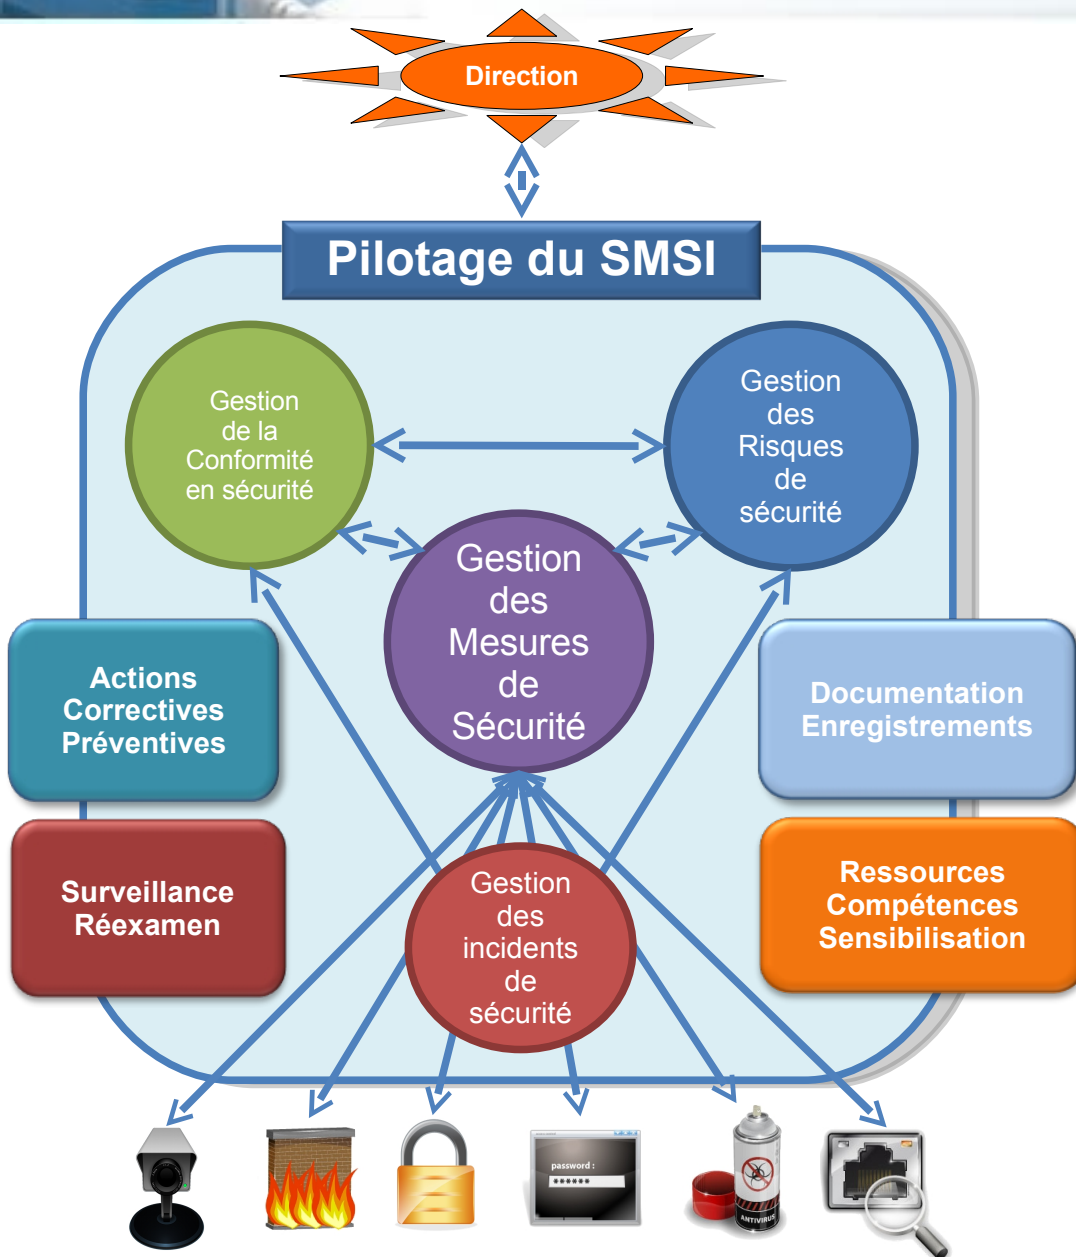 Direction
Pilotage du SMSI
Gestion
de la
Conformité
en sécurité
Gestion
des
Risques
de
sécurité
Gestion
des
Mesures
de
Sécurité
Actions
Correctives
Préventives
Documentation
Enregistrements
Surveillance
Réexamen
Gestion
des
incidents
de
sécurité
Ressources
Compétences
Sensibilisation
password :
******
ANTIVIRUS